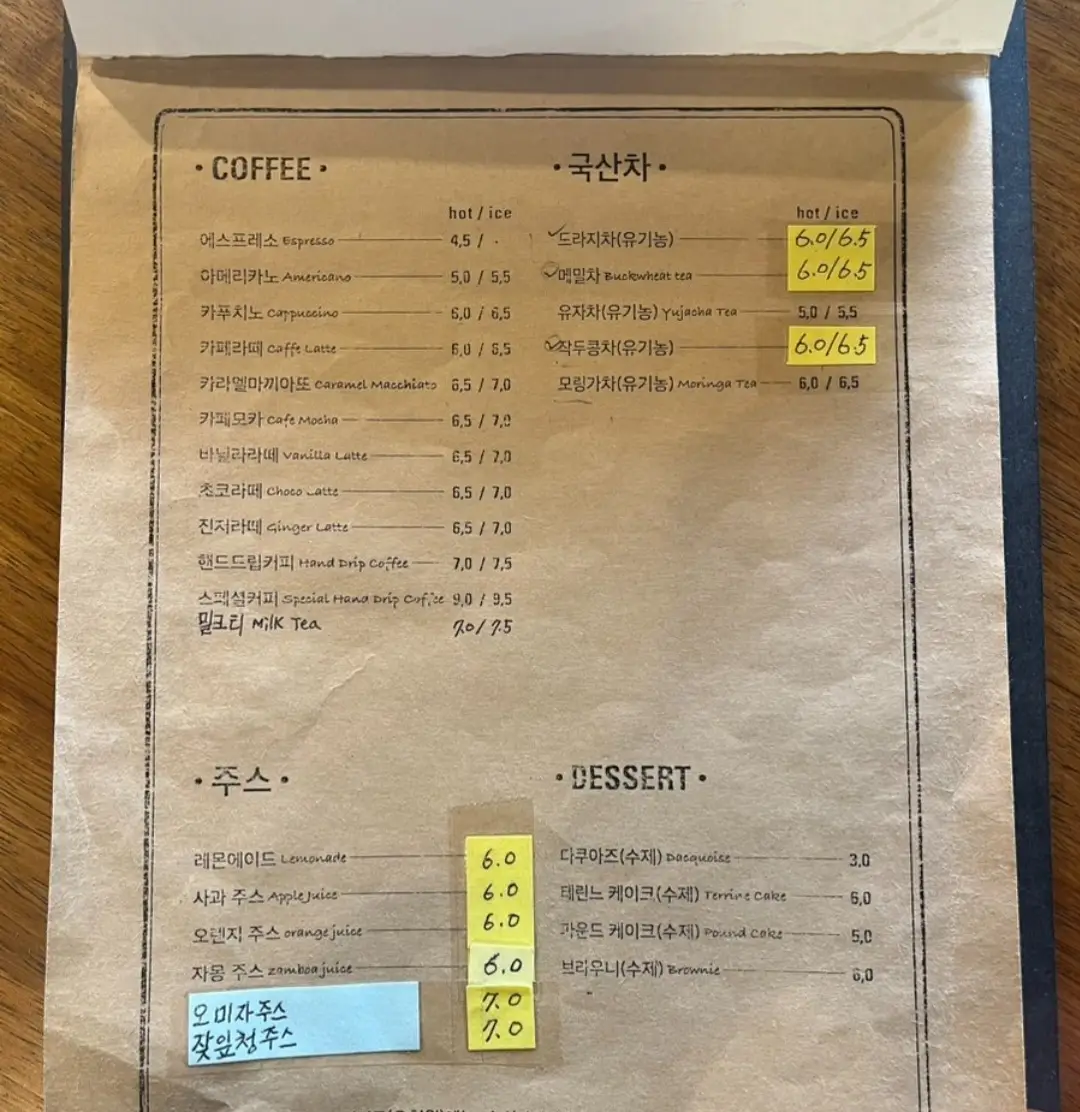 · COFFEE ·
hot / ice
에스프레소 Espresso 4,5 / .
아메리카노 Americano 5,0 / 5,5
카푸치노 Cappuccino 6,0 / 6,5
카페라떼 Caffe Latte 6,0 / 6,5
카라멜마끼아또 Caramel Macchiato 6,5 / 7,0
카페모카 Cafe Mocha 6,5 / 7,0
바닐라라떼 Vanilla Latte 6,5 / 7,0
초코라떼 Choco Latte 6,5 / 7,0
진저라떼 Ginger Latte 6,5 / 7,0
핸드드립커피 Hand Drip Coffee 7,0 / 7,5
스페셜커피 Special Hand Drip Coffee 9,0 / 9,5
밀크티 Milk Tea 7.0 / 7.5
· 국산차 ·
hot / ice
도라지차(유기농) 6.0/6.5
메밀차 Buckwheat tea 6.0/6.5
유자차(유기농) Yujacha Tea 5,0 / 5,5
작두콩차(유기농) 6.0/6.5
모링가차(유기농) Moringa Tea 6,0 / 6,5
· 주스 ·
레몬에이드 Lemonade 6.0
사과 주스 Apple juice 6.0
오렌지 주스 orange juice 6.0
자몽 주스 zamboa juice 6.0
오미자주스 7.0
잣잎청주스 7.0
· DESSERT ·
다쿠아즈(수제) Dacquoise 3,0
테린느 케이크(수제) Terrine Cake 6,0
파운드 케이크(수제) Pound Cake 5,0
브라우니(수제) Brownie 6,0